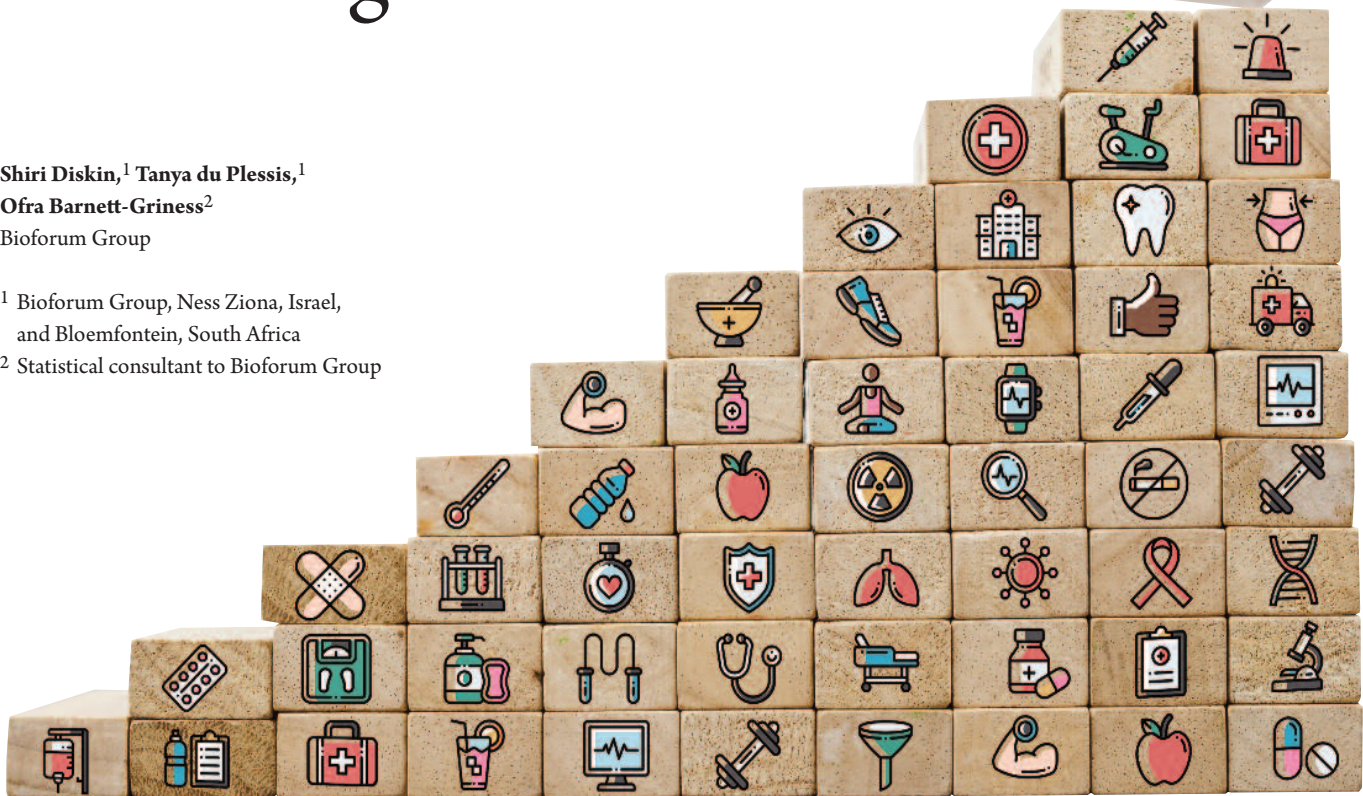 Shiri Diskin,1 Tanya du Plessis,1
Ofra Barnett-Griness2
Bioforum Group
1 Bioforum Group, Ness Ziona, Israel,
and Bloemfontein, South Africa
2 Statistical consultant to Bioforum Group